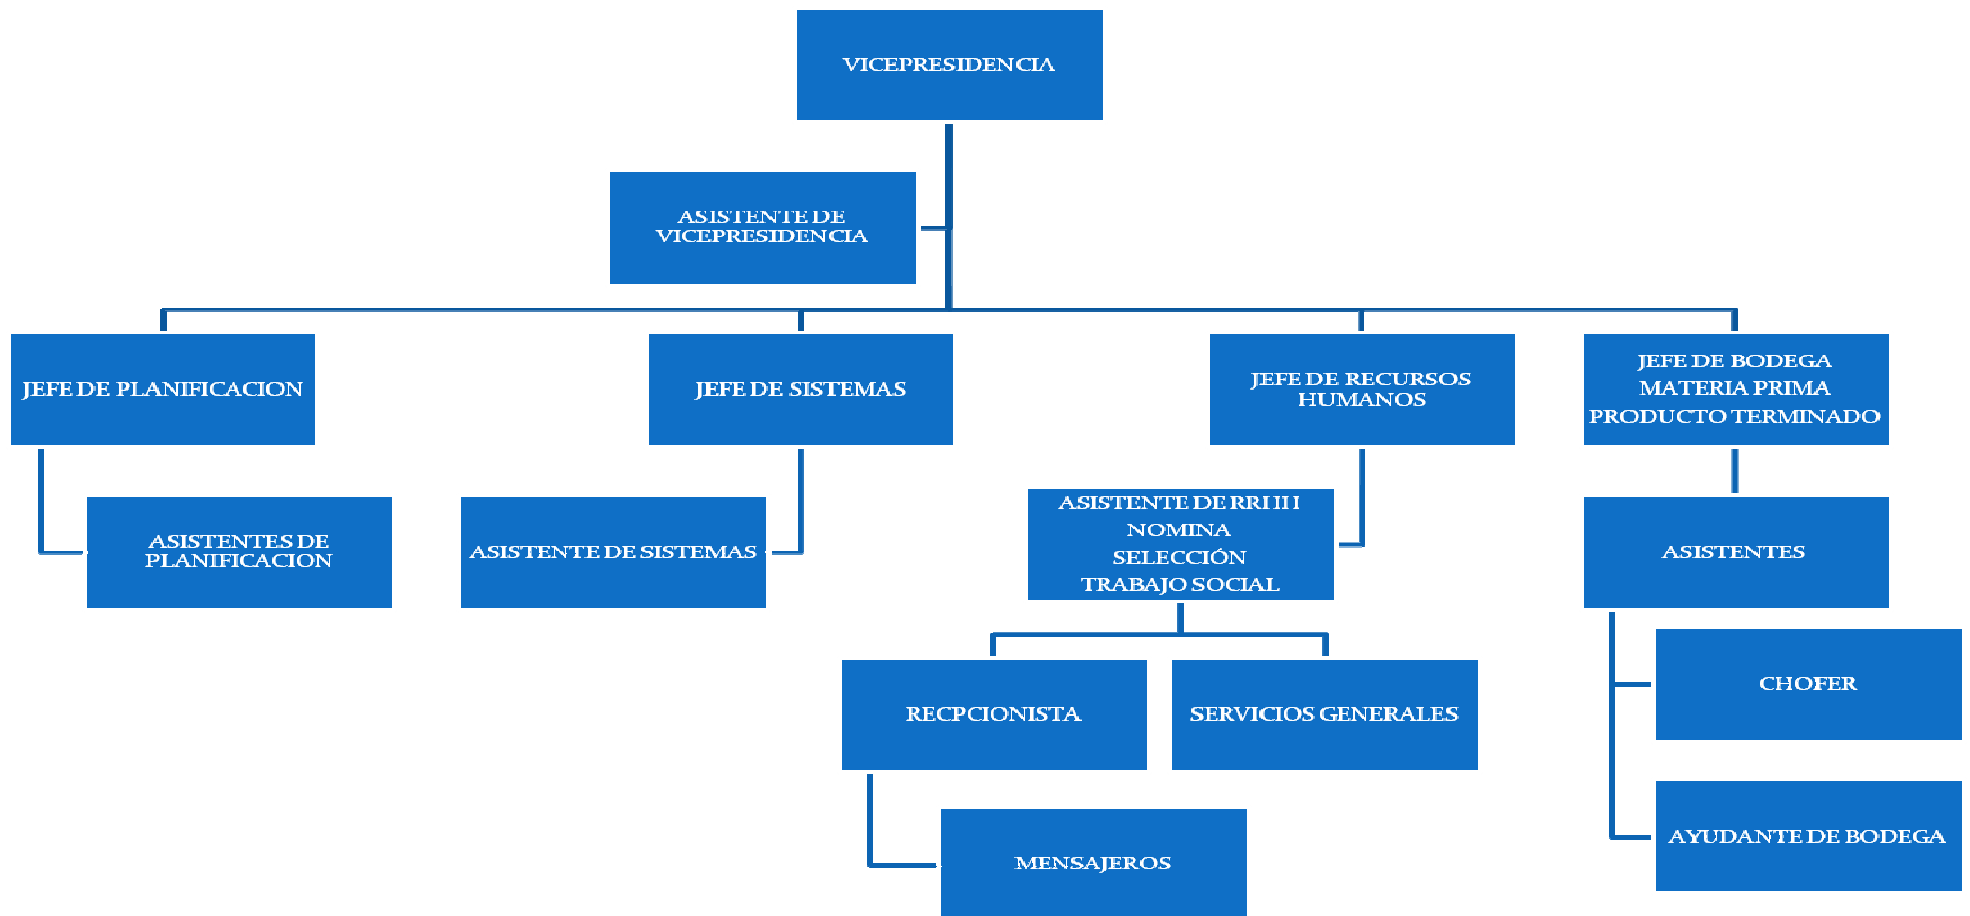 VICEPRESIDENCIA
ASISTENTE DE
VICEPRESIDENCIA
JEFE DE PLANIFICACION
JEFE DE SISTEMAS
JEFE DE RECURSOS
HUMANOS
JEFE DE BODEGA
MATERIA PRIMA
PRODUCTO TERMINADO
ASISTENTES DE
PLANIFICACION
ASISTENTE DE SISTEMAS
ASISTENTE DE RRHH
NOMINA
SELECCIÓN
TRABAJO SOCIAL
ASISTENTES
RECPCIONISTA
SERVICIOS GENERALES
CHOFER
MENSAJEROS
AYUDANTE DE BODEGA